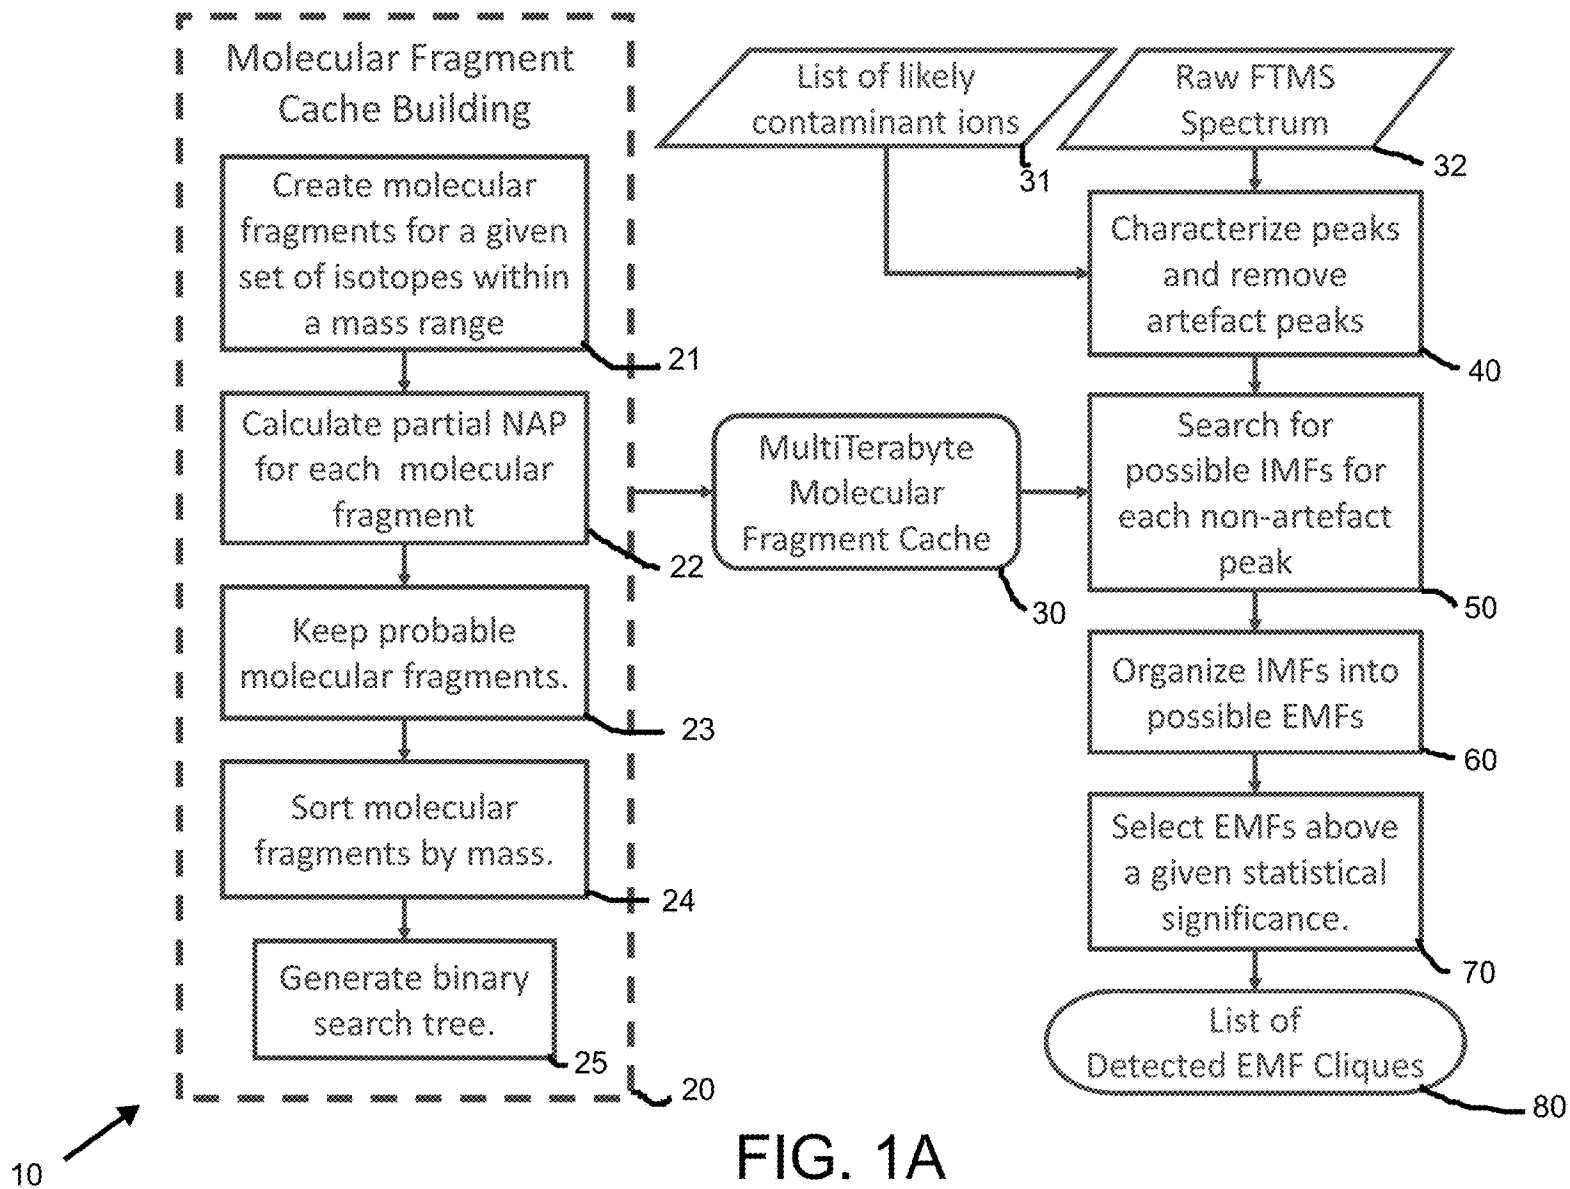 Molecular Fragment
Cache Building
Create molecular
fragments for a given
set of isotopes within
a mass range
21
Calculate partial NAP
for each molecular
fragment
22
Keep probable
molecular fragments.
23
Sort molecular
fragments by mass.
24
Generate binary
search tree.
25
20
10
MultiTerabyte
Molecular
Fragment Cache
30
List of likely
contaminant ions
31
Raw FTMS
Spectrum
32
Characterize peaks
and remove
artefact peaks
40
Search for
possible IMFs for
each non-artefact
peak
50
Organize IMFs into
possible EMFs
60
Select EMFs above
a given statistical
significance.
70
List of
Detected EMF Cliques
80
FIG. 1A